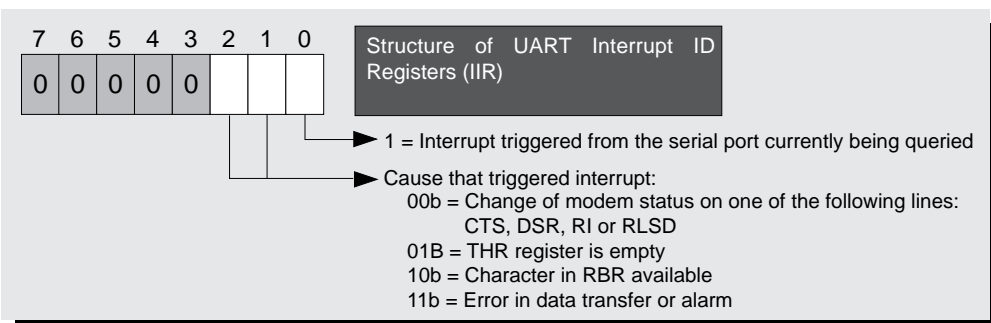 7 6 5 4 3 2 1 0
0 0 0 0 0
Structure of UART Interrupt ID
Registers (IIR)
1 = Interrupt triggered from the serial port currently being queried
Cause that triggered interrupt:
00b = Change of modem status on one of the following lines:
CTS, DSR, RI or RLSD
01B = THR register is empty
10b = Character in RBR available
11b = Error in data transfer or alarm